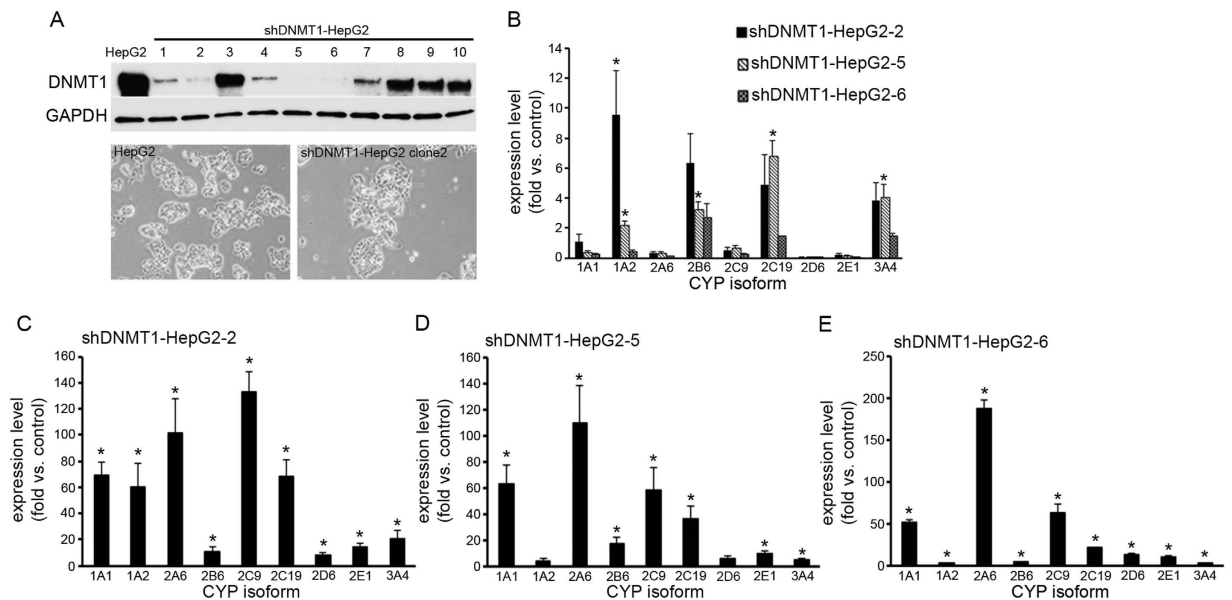 A
shDNMT1-HepG2
HepG2 1 2 3 4 5 6 7 8 9 10
DNMT1
GAPDH
HepG2
shDNMT1-HepG2 clone2
B
shDNMT1-HepG2-2
shDNMT1-HepG2-5
shDNMT1-HepG2-6
expression level
(fold vs. control)
14
12
10
8
6
4
2
0
* * * * *
1A1 1A2 2A6 2B6 2C9 2C19 2D6 2E1 3A4
CYP isoform
C
shDNMT1-HepG2-2
expression level
(fold vs. control)
160
140
120
100
80
60
40
20
0
* * * * * * * * *
1A1 1A2 2A6 2B6 2C9 2C19 2D6 2E1 3A4
CYP isoform
D
shDNMT1-HepG2-5
expression level
(fold vs. control)
160
140
120
100
80
60
40
20
0
* * * * * * *
1A1 1A2 2A6 2B6 2C9 2C19 2D6 2E1 3A4
CYP isoform
E
shDNMT1-HepG2-6
expression level
(fold vs. control)
250
200
150
100
50
0
* * * * * * * * *
1A1 1A2 2A6 2B6 2C9 2C19 2D6 2E1 3A4
CYP isoform